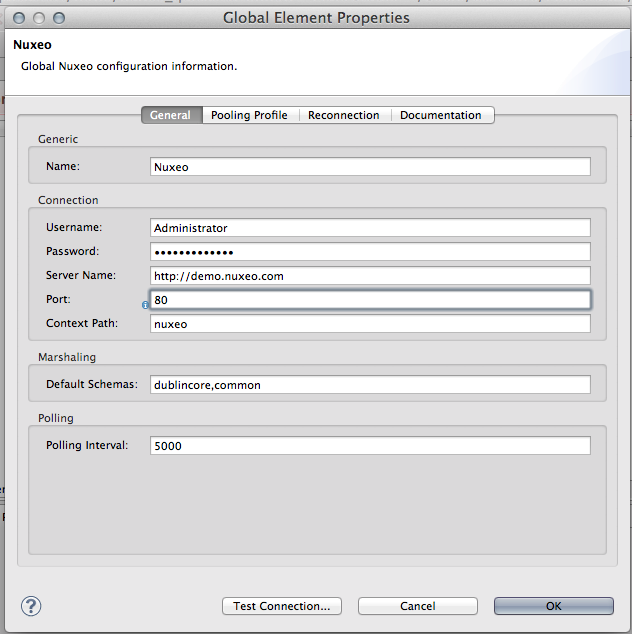 Global Element Properties
Nuxeo
Global Nuxeo configuration information.
General Pooling Profile Reconnection Documentation
Generic
Name: Nuxeo
Connection
Username: Administrator
Password: •••••••••••••
Server Name: http://demo.nuxeo.com
Port: 80
Context Path: nuxeo
Marshaling
Default Schemas: dublincore,common
Polling
Polling Interval: 5000
? Test Connection... Cancel OK